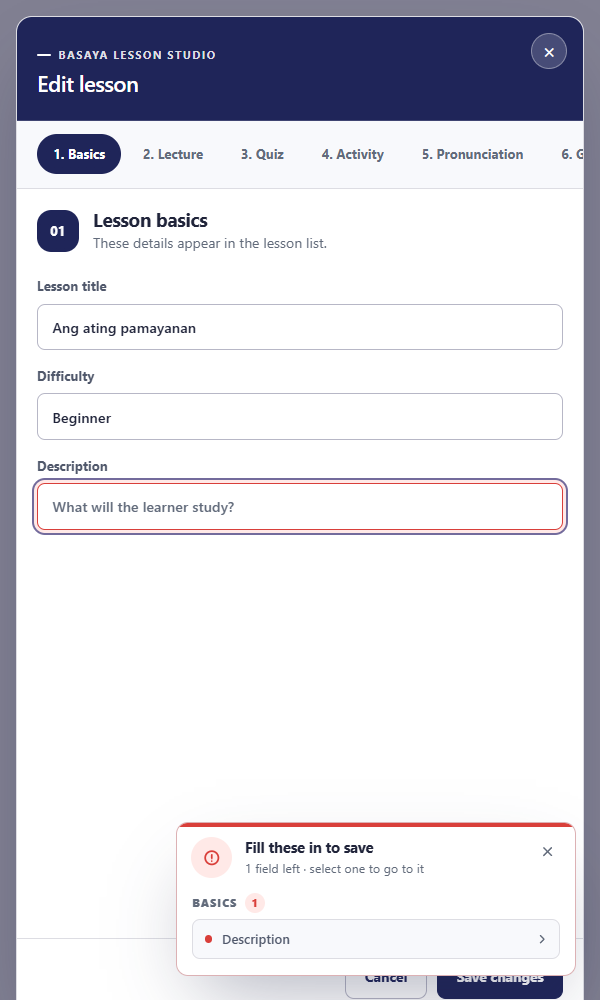 BASAYA LESSON STUDIO
Edit lesson
1. Basics 2. Lecture 3. Quiz 4. Activity 5. Pronunciation 6. G
01
Lesson basics
These details appear in the lesson list.
Lesson title
Ang ating pamayanan
Difficulty
Beginner
Description
What will the learner study?
Fill these in to save
1 field left · select one to go to it
BASICS 1
Description
Cancel Save changes